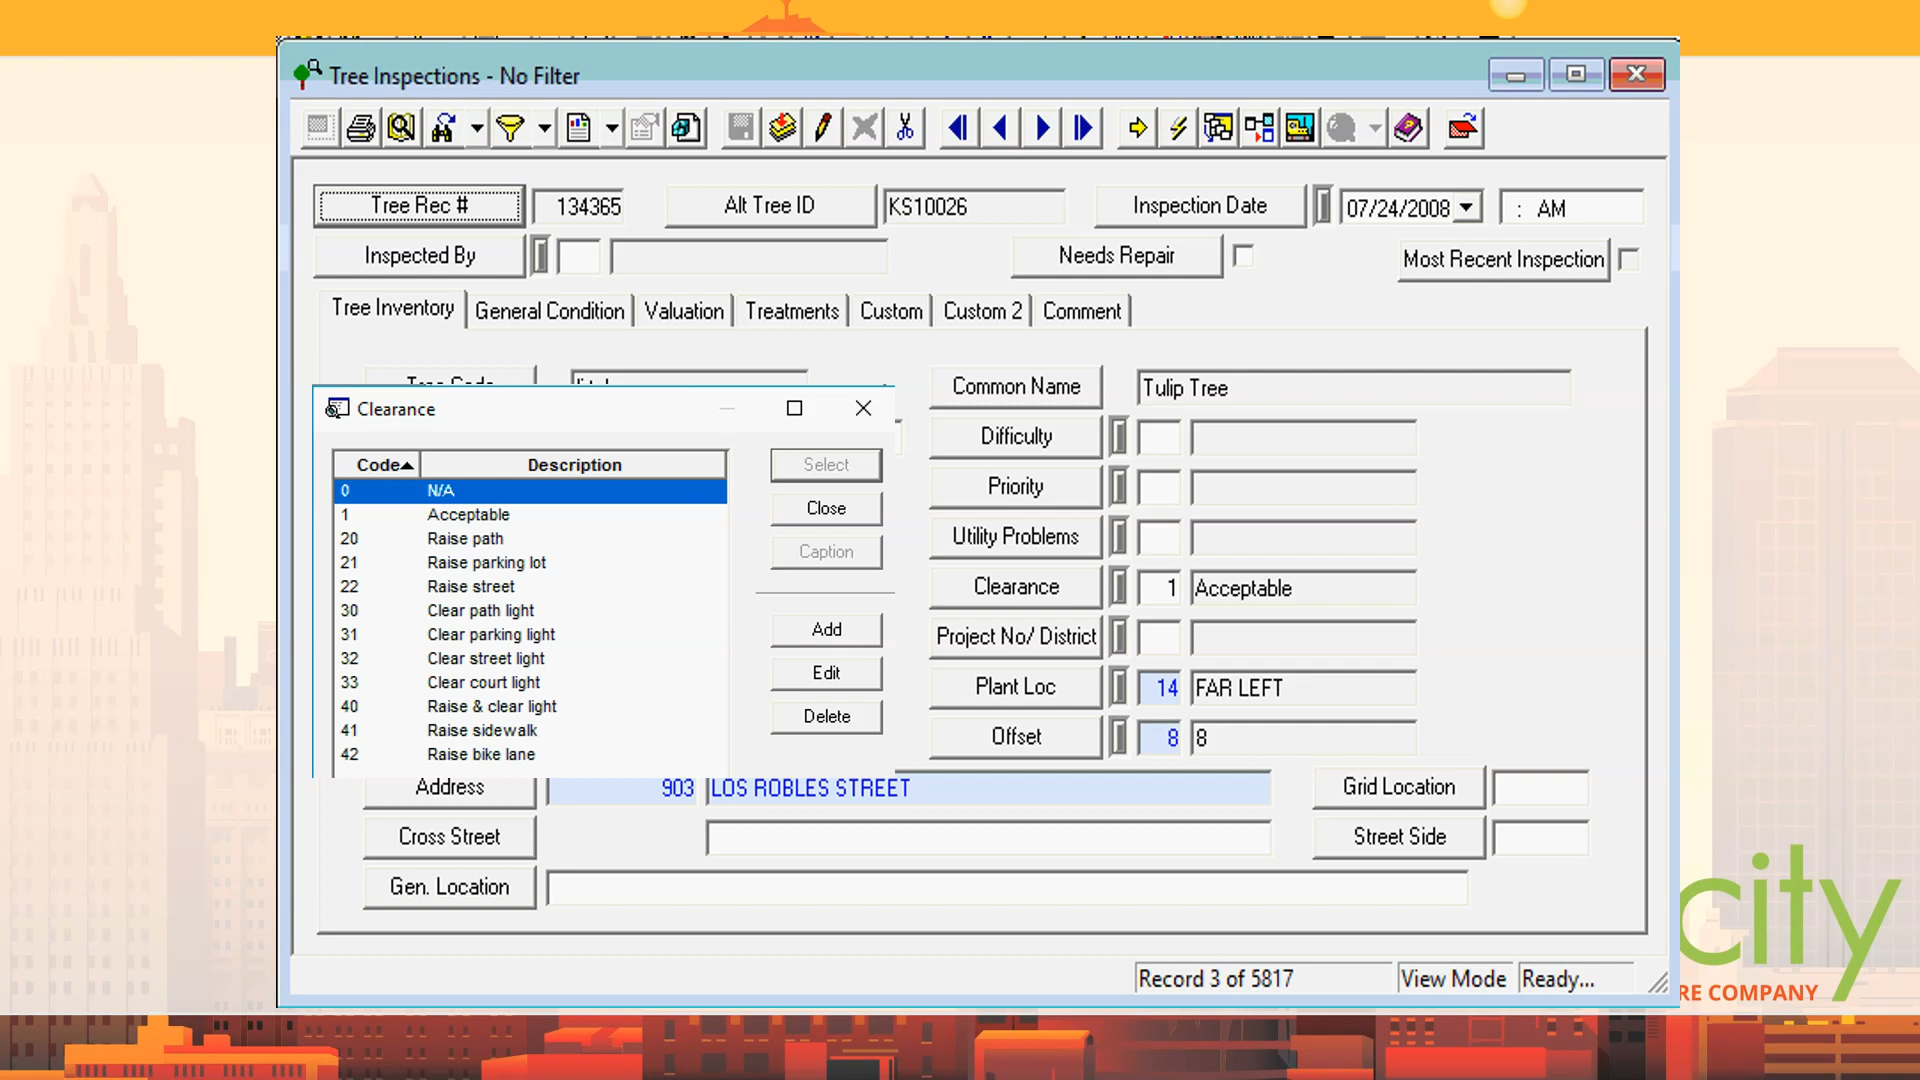 Tree Inspections - No Filter
Tree Rec # 134365 Alt Tree ID KS10026 Inspection Date 07/24/2008 : AM
Inspected By Needs Repair Most Recent Inspection
Tree Inventory General Condition Valuation Treatments Custom Custom 2 Comment
Common Name Tulip Tree
Clearance
Code Description
0 N/A
1 Acceptable
20 Raise path
21 Raise parking lot
22 Raise street
30 Clear path light
31 Clear parking light
32 Clear street light
33 Clear court light
40 Raise & clear light
41 Raise sidewalk
42 Raise bike lane
Select
Close
Caption
Add
Edit
Delete
Difficulty
Priority
Utility Problems
Clearance 1 Acceptable
Project No/ District
Plant Loc 14 FAR LEFT
Offset 8 8
Address 903 LOS ROBLES STREET Grid Location
Cross Street Street Side
Gen. Location
Record 3 of 5817 View Mode Ready...
city
RE COMPANY